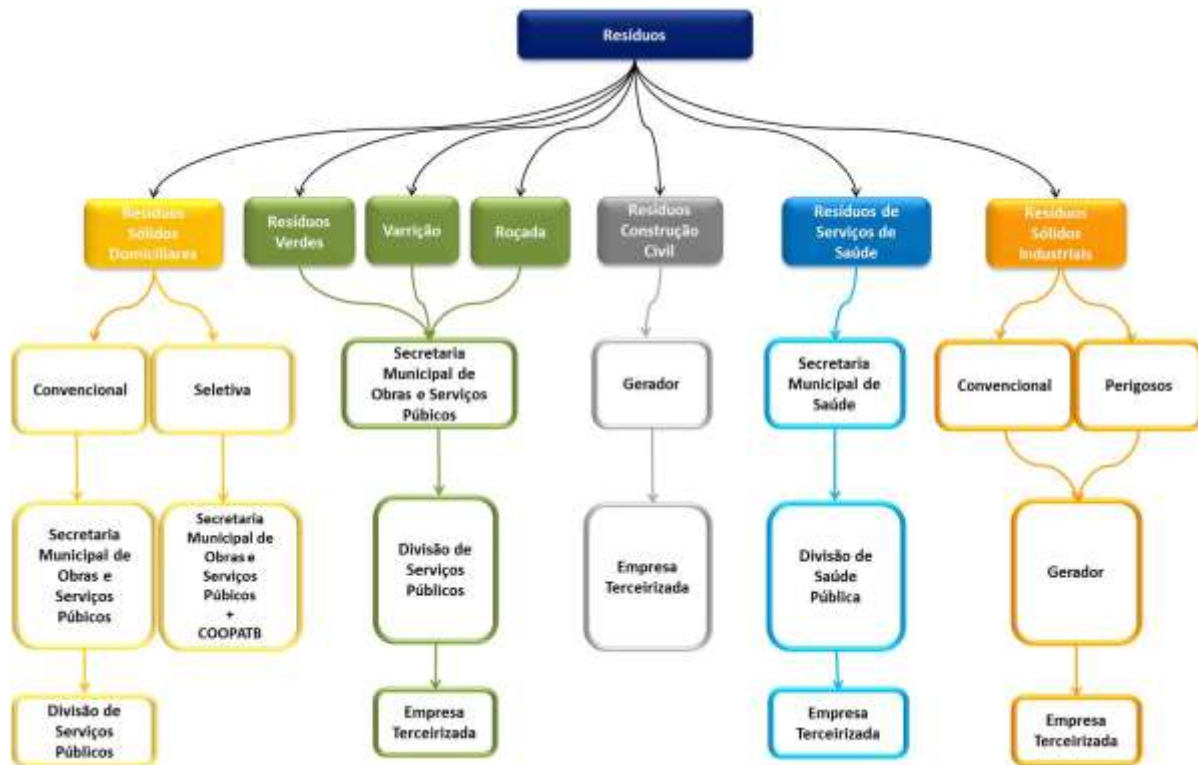 Resíduos
Resíduos
Sólidos
Domiciliares
Resíduos
Verdes
Varrição
Roçada
Resíduos
Construção
Civil
Resíduos de
Serviços de
Saúde
Resíduos
Sólidos
Industriais
Convencional
Seletiva
Secretaria
Municipal de
Obras e Serviços
Púbicos
Gerador
Secretaria
Municipal de
Saúde
Convencional
Perigosos
Secretaria
Municipal de
Obras e
Serviços
Púbicos
Secretaria
Municipal de
Obras e
Serviços
Púbicos
+
COOPATB
Divisão de
Serviços
Públicos
Empresa
Terceirizada
Divisão de
Saúde
Pública
Gerador
Divisão de
Serviços
Públicos
Empresa
Terceirizada
Empresa
Terceirizada
Empresa
Terceirizada